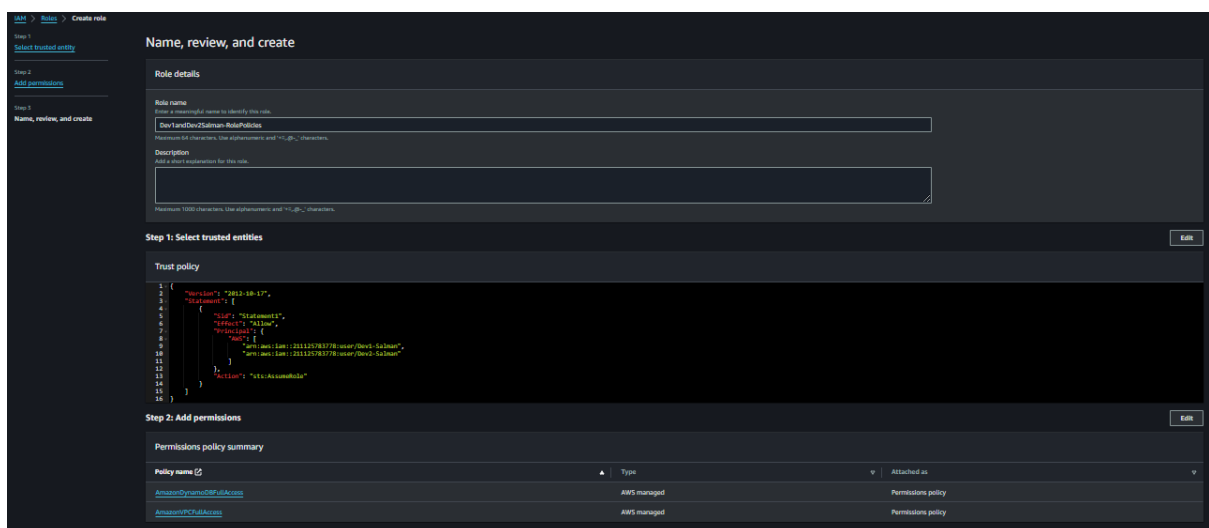 IAM > Roles > Create role
Step 1
Select trusted entity
Step 2
Add permissions
Step 3
Name, review, and create
Name, review, and create
Role details
Role name
Enter a meaningful name to identify this role.
Dev1andDev2Salman-RolePolicies
Maximum 64 characters. Use alphanumeric and '+=,.@-_' characters.
Description
Add a short explanation for this role.
Maximum 1000 characters. Use alphanumeric and '+=,.@-_' characters.
Step 1: Select trusted entities
Edit
Trust policy
1 {
2 "Version": "2012-10-17",
3 "Statement": [
4 {
5 "Sid": "Statement1",
6 "Effect": "Allow",
7 "Principal": {
8 "AWS": [
9 "arn:aws:iam::211125783778:user/Dev1-Salman",
10 "arn:aws:iam::211125783778:user/Dev2-Salman"
11 ]
12 },
13 "Action": "sts:AssumeRole"
14 }
15 ]
16 }
Step 2: Add permissions
Edit
Permissions policy summary
Policy name Type Attached as
AmazonDynamoDBFullAccess AWS managed Permissions policy
AmazonVPCFullAccess AWS managed Permissions policy